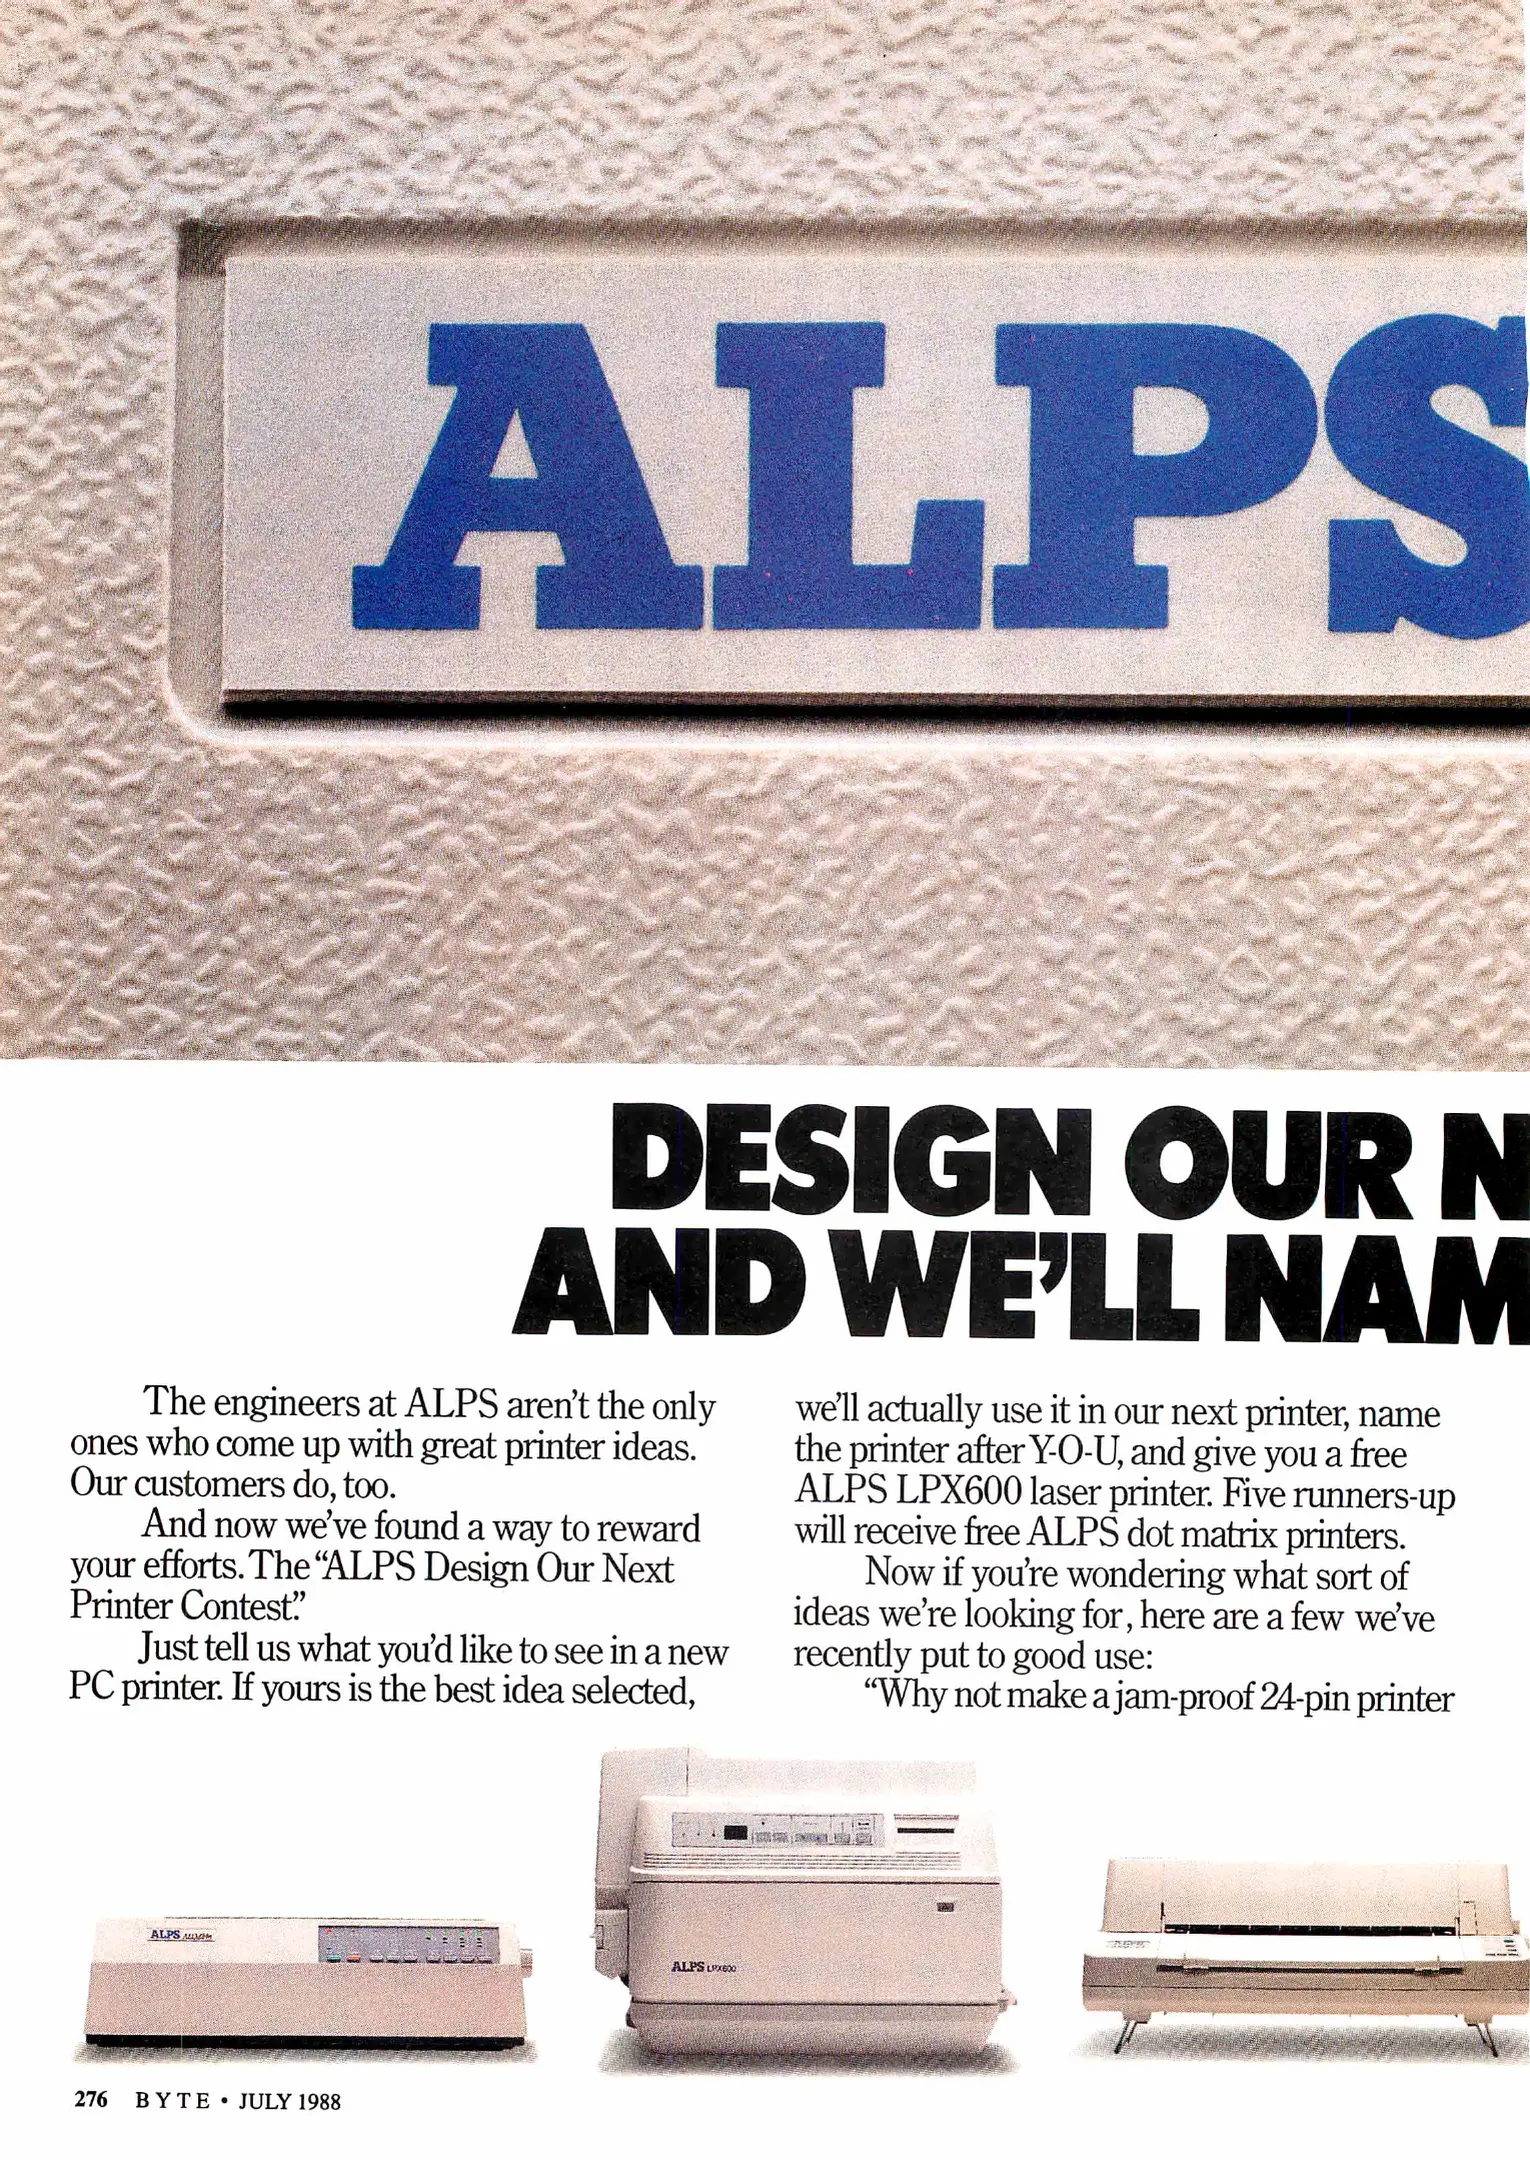 ALPS
DESIGN OUR N
AND WE'LL NAM
The engineers at ALPS aren't the only
ones who come up with great printer ideas.
Our customers do, too.
And now we've found a way to reward
your efforts. The “ALPS Design Our Next
Printer Contest.”
Just tell us what you'd like to see in a new
PC printer. If yours is the best idea selected,
we'll actually use it in our next printer, name
the printer after Y-O-U, and give you a free
ALPS LPX600 laser printer. Five runners-up
will receive free ALPS dot matrix printers.
Now if you're wondering what sort of
ideas we're looking for, here are a few we've
recently put to good use:
“Why not make a jam-proof 24-pin printer
ALPS
ALPS LPX600
276 BYTE • JULY 1988